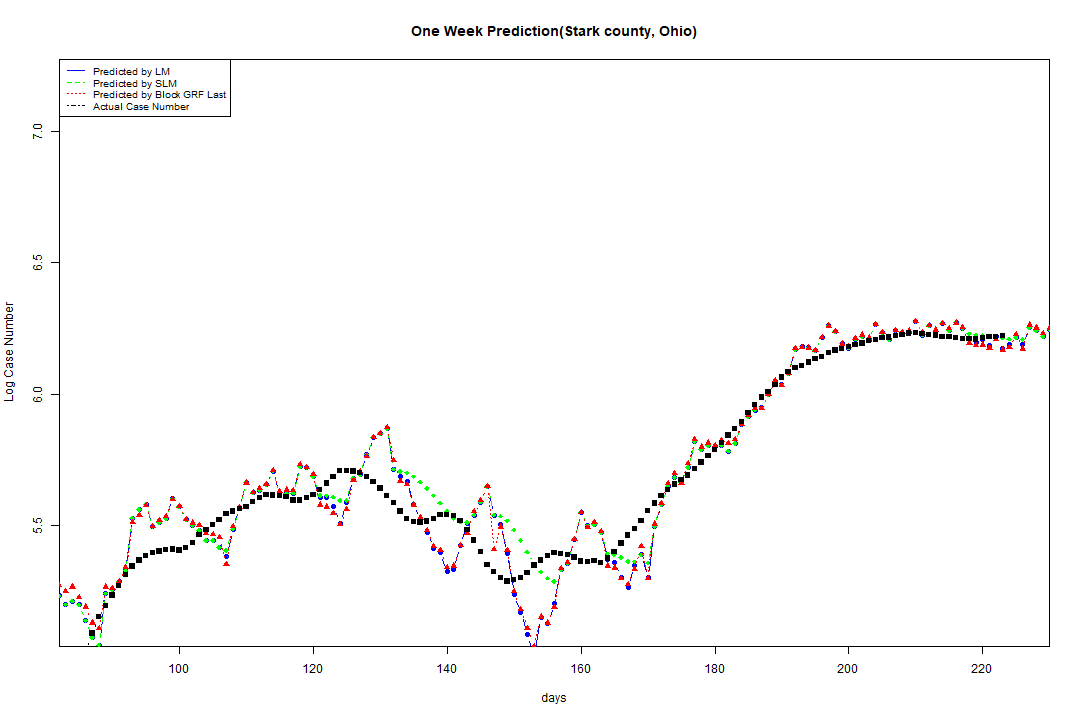 One Week Prediction(Stark county, Ohio)
Predicted by LM
Predicted by SLM
Predicted by Block GRF Last
Actual Case Number
7.0
6.5
6.0
5.5
Log Case Number
100 120 140 160 180 200 220
days